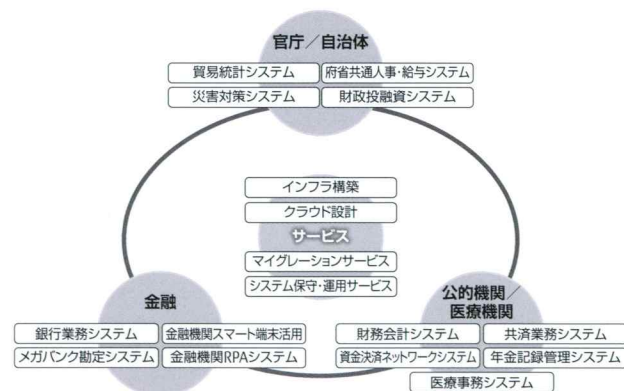 官庁／自治体
貿易統計システム 府省共通人事・給与システム
災害対策システム 財政投融資システム
インフラ構築
クラウド設計
サービス
マイグレーションサービス
システム保守・運用サービス
金融
銀行業務システム 金融機関スマート端末活用
メガバンク勘定システム 金融機関RPAシステム
公的機関／
医療機関
財務会計システム 共済業務システム
資金決済ネットワークシステム 年金記録管理システム
医療事務システム